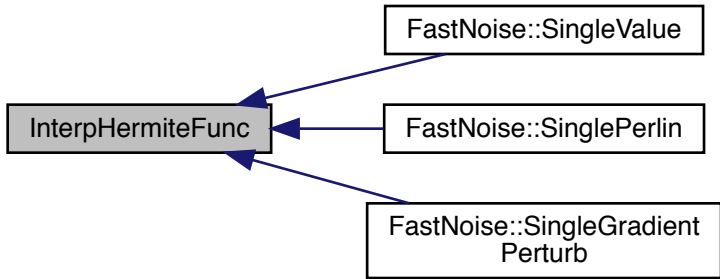 FastNoise::SingleValue
InterpHermiteFunc
FastNoise::SinglePerlin
FastNoise::SingleGradient
Perturb